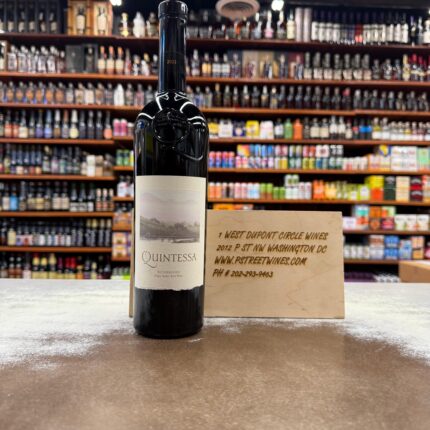 QUINTESSA
RUTHERFORD
1 WEST DUPONT CIRCLE WINES
2012 P ST NW WASHINGTON DC
WWW.PSTREETWINES.COM
PH # 202-293-9463